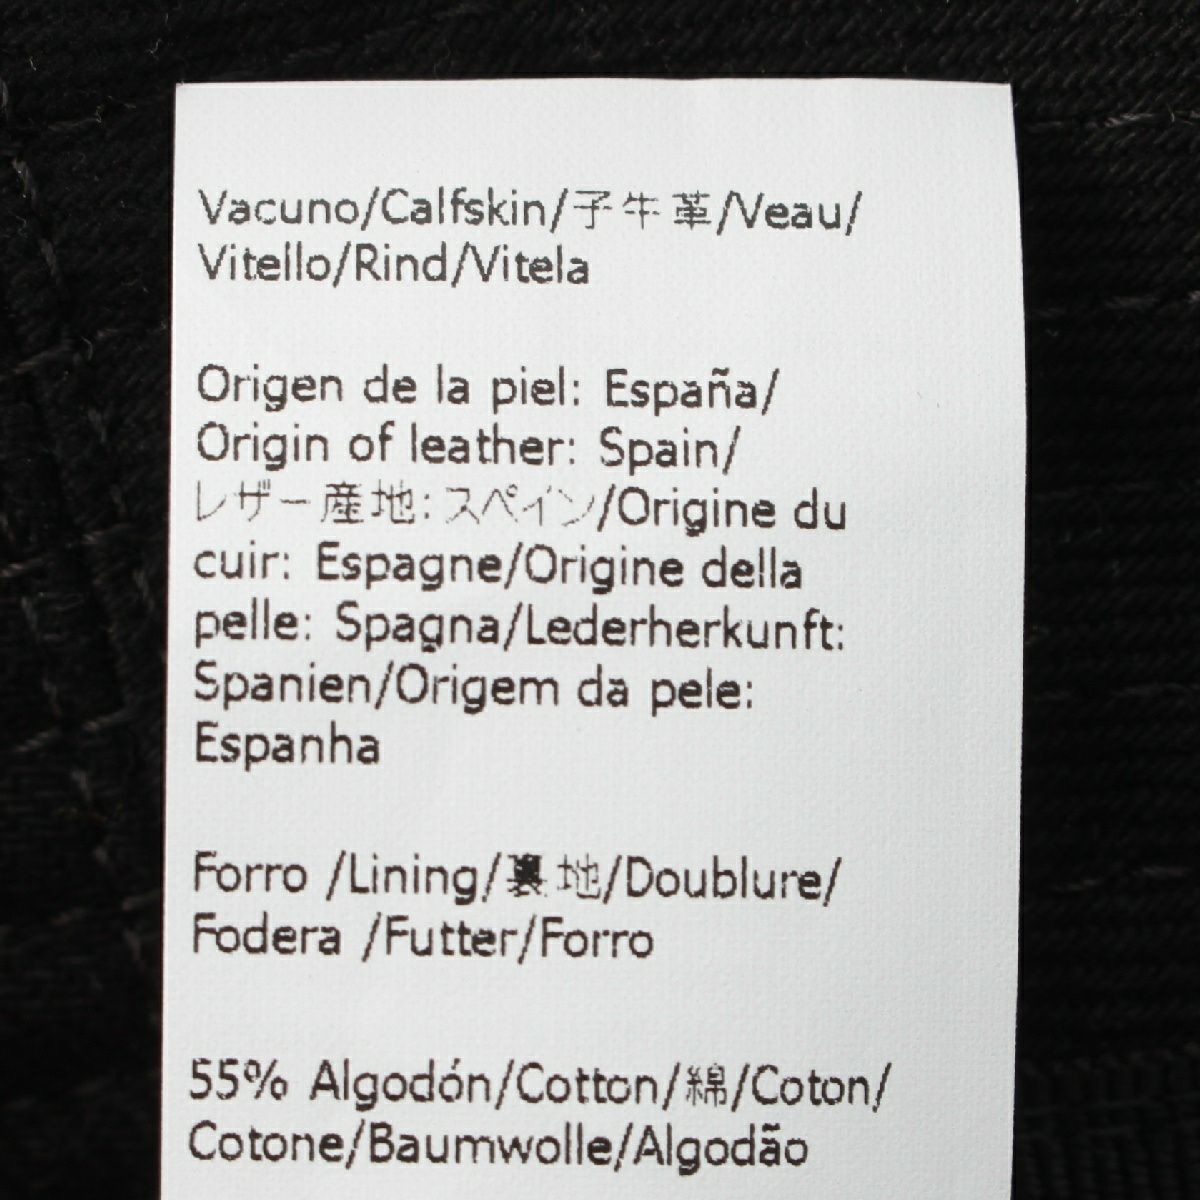 Vacuno/Calfskin/子牛革/Veau/
Vitello/Rind/Vitela
Origen de la piel: España/
Origin of leather: Spain/
レザー産地: スペイン/Origine du
cuir: Espagne/Origine della
pelle: Spagna/Lederherkunft:
Spanien/Origem da pele:
Espanha
Forro /Lining/裏地/Doublure/
Fodera /Futter/Forro
55% Algodón/Cotton/綿/Coton/
Cotone/Baumwolle/Algodão